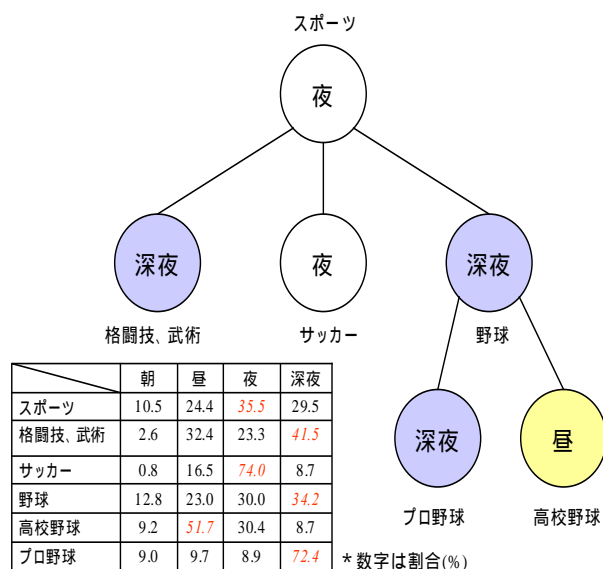 スポーツ
夜
深夜
夜
深夜
格闘技、武術
サッカー
野球
深夜
昼
プロ野球
高校野球
朝 昼 夜 深夜
スポーツ 10.5 24.4 35.5 29.5
格闘技、武術 2.6 32.4 23.3 41.5
サッカー 0.8 16.5 74.0 8.7
野球 12.8 23.0 30.0 34.2
高校野球 9.2 51.7 30.4 8.7
プロ野球 9.0 9.7 8.9 72.4
*数字は割合(%)